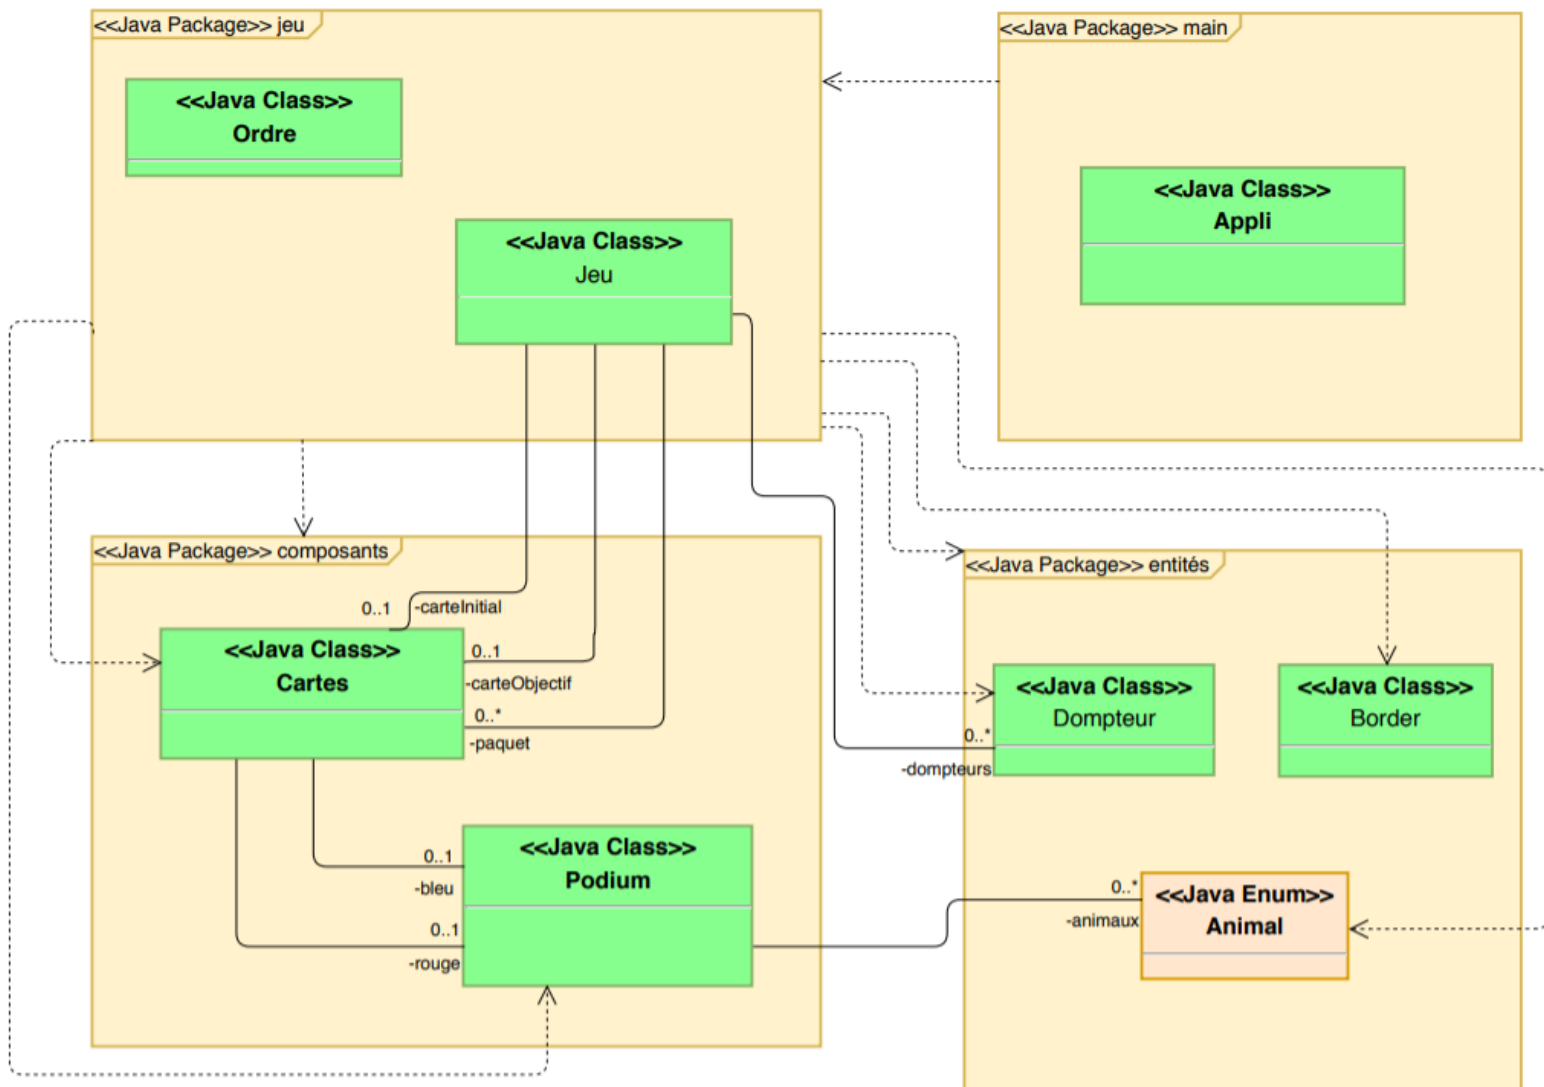 <<Java Package>> jeu
<<Java Package>> main
<<Java Class>>
Ordre
<<Java Class>>
Appli
<<Java Class>>
Jeu
<<Java Package>> composants
<<Java Package>> entités
0..1
-carteInitial
<<Java Class>>
Cartes
0..1
-carteObjectif
0..*
-paquet
<<Java Class>>
Dompteur
0..*
-dompteurs
<<Java Class>>
Border
<<Java Class>>
Podium
0..1
-bleu
0..1
-rouge
0..*
-animaux
<<Java Enum>>
Animal